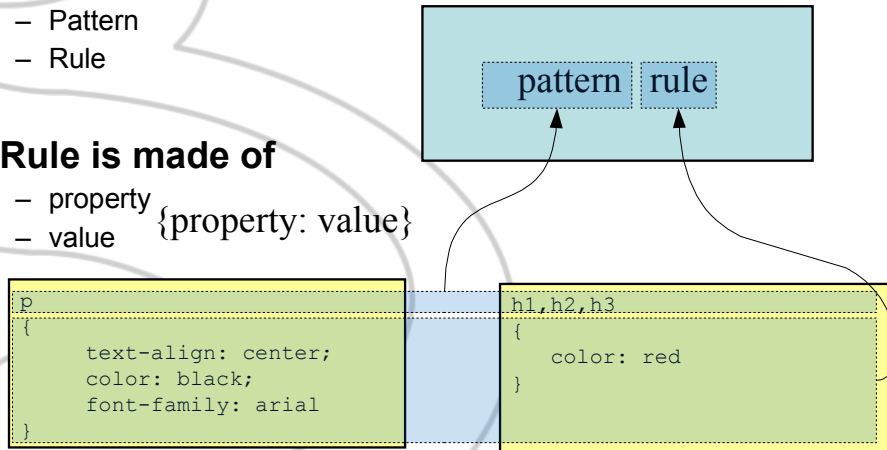 – Pattern
– Rule
pattern rule
Rule is made of
– property
– value
{property: value}
p
{
text-align: center;
color: black;
font-family: arial
}
h1,h2,h3
{
color: red
}